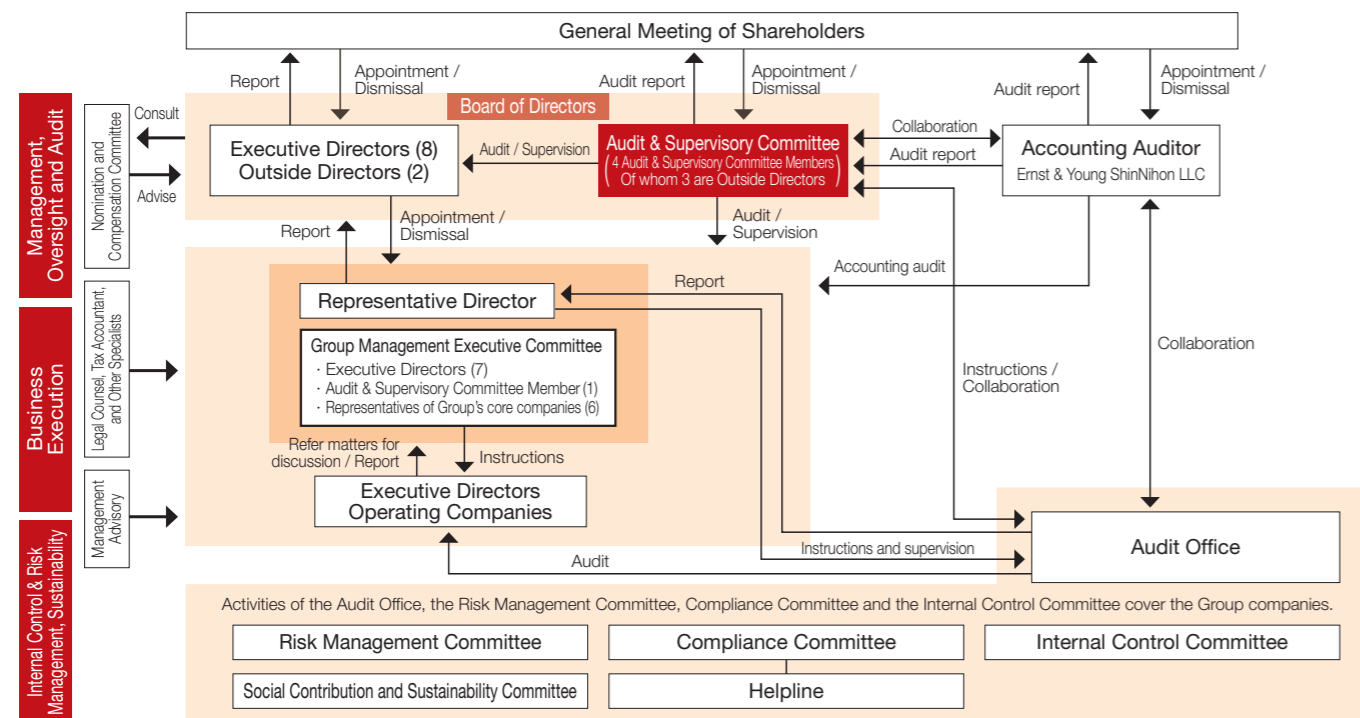 General Meeting of Shareholders
Report
Appointment /
Dismissal
Audit report
Appointment /
Dismissal
Audit report
Appointment /
Dismissal
Management,
Oversight and Audit
Nomination and
Compensation Committee
Consult
Advise
Board of Directors
Executive Directors (8)
Outside Directors (2)
Audit / Supervision
Audit & Supervisory Committee
(4 Audit & Supervisory Committee Members
Of whom 3 are Outside Directors)
Collaboration
Audit report
Accounting Auditor
Ernst & Young ShinNihon LLC
Report
Appointment /
Dismissal
Audit /
Supervision
Accounting audit
Business
Execution
Legal Counsel, Tax Accountant,
and Other Specialists
Management
Advisory
Representative Director
Report
Group Management Executive Committee
· Executive Directors (7)
· Audit & Supervisory Committee Member (1)
· Representatives of Group's core companies (6)
Instructions /
Collaboration
Collaboration
Refer matters for
discussion / Report
Instructions
Executive Directors
Operating Companies
Instructions and supervision
Audit
Audit Office
Internal Control & Risk
Management, Sustainability
Activities of the Audit Office, the Risk Management Committee, Compliance Committee and the Internal Control Committee cover the Group companies.
Risk Management Committee
Compliance Committee
Internal Control Committee
Social Contribution and Sustainability Committee
Helpline